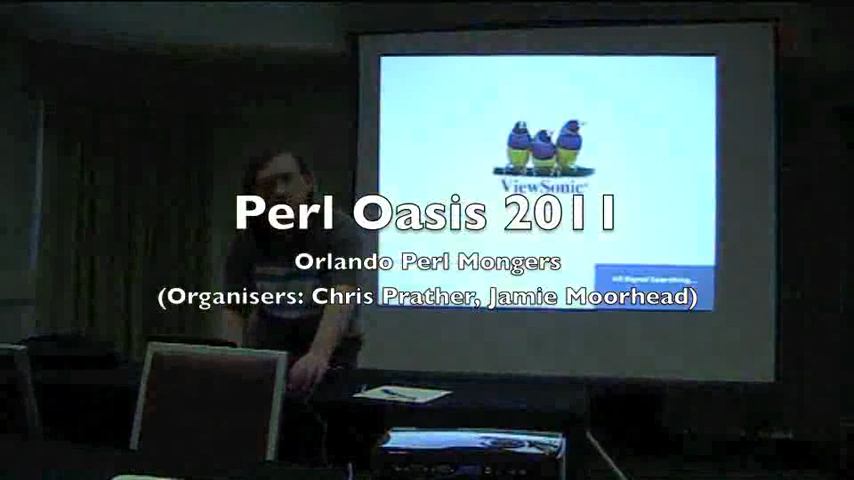 ViewSonic
Perl Oasis 2011
Orlando Perl Mongers
(Organisers: Chris Prather, Jamie Moorhead)